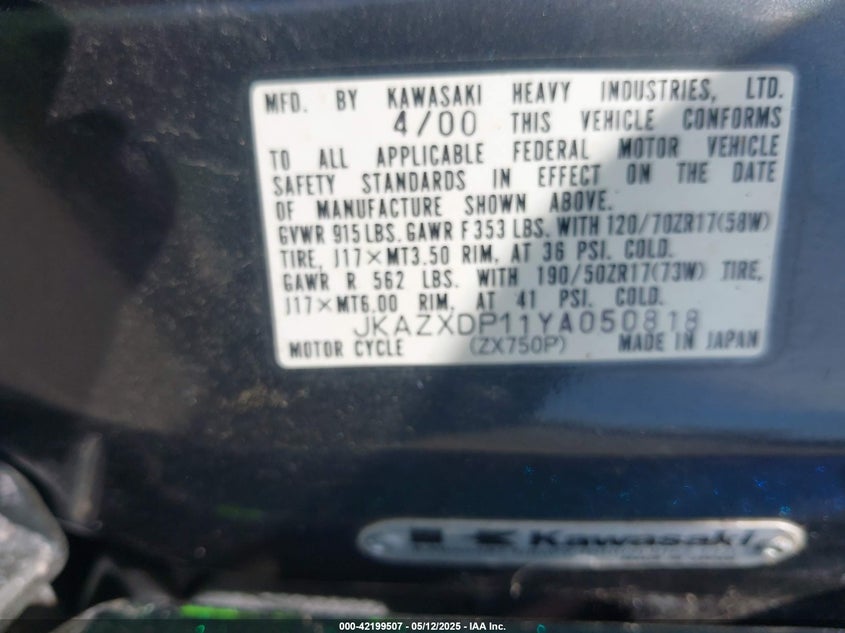 MFD. BY KAWASAKI HEAVY INDUSTRIES, LTD.
4/00 THIS VEHICLE CONFORMS
TO ALL APPLICABLE FEDERAL MOTOR VEHICLE
SAFETY STANDARDS IN EFFECT ON THE DATE
OF MANUFACTURE SHOWN ABOVE.
GVWR 915 LBS. GAWR F 353 LBS. WITH 120/70ZR17(58W)
TIRE, J17×MT3.50 RIM, AT 36 PSI. COLD.
GAWR R 562 LBS. WITH 190/50ZR17(73W) TIRE,
J17×MT6.00 RIM, AT 41 PSI. COLD.
JKAZXDP11YA050818
MOTOR CYCLE (ZX750P) MADE IN JAPAN
Kawasaki
000-42199507 - 05/12/2025 - IAA Inc.